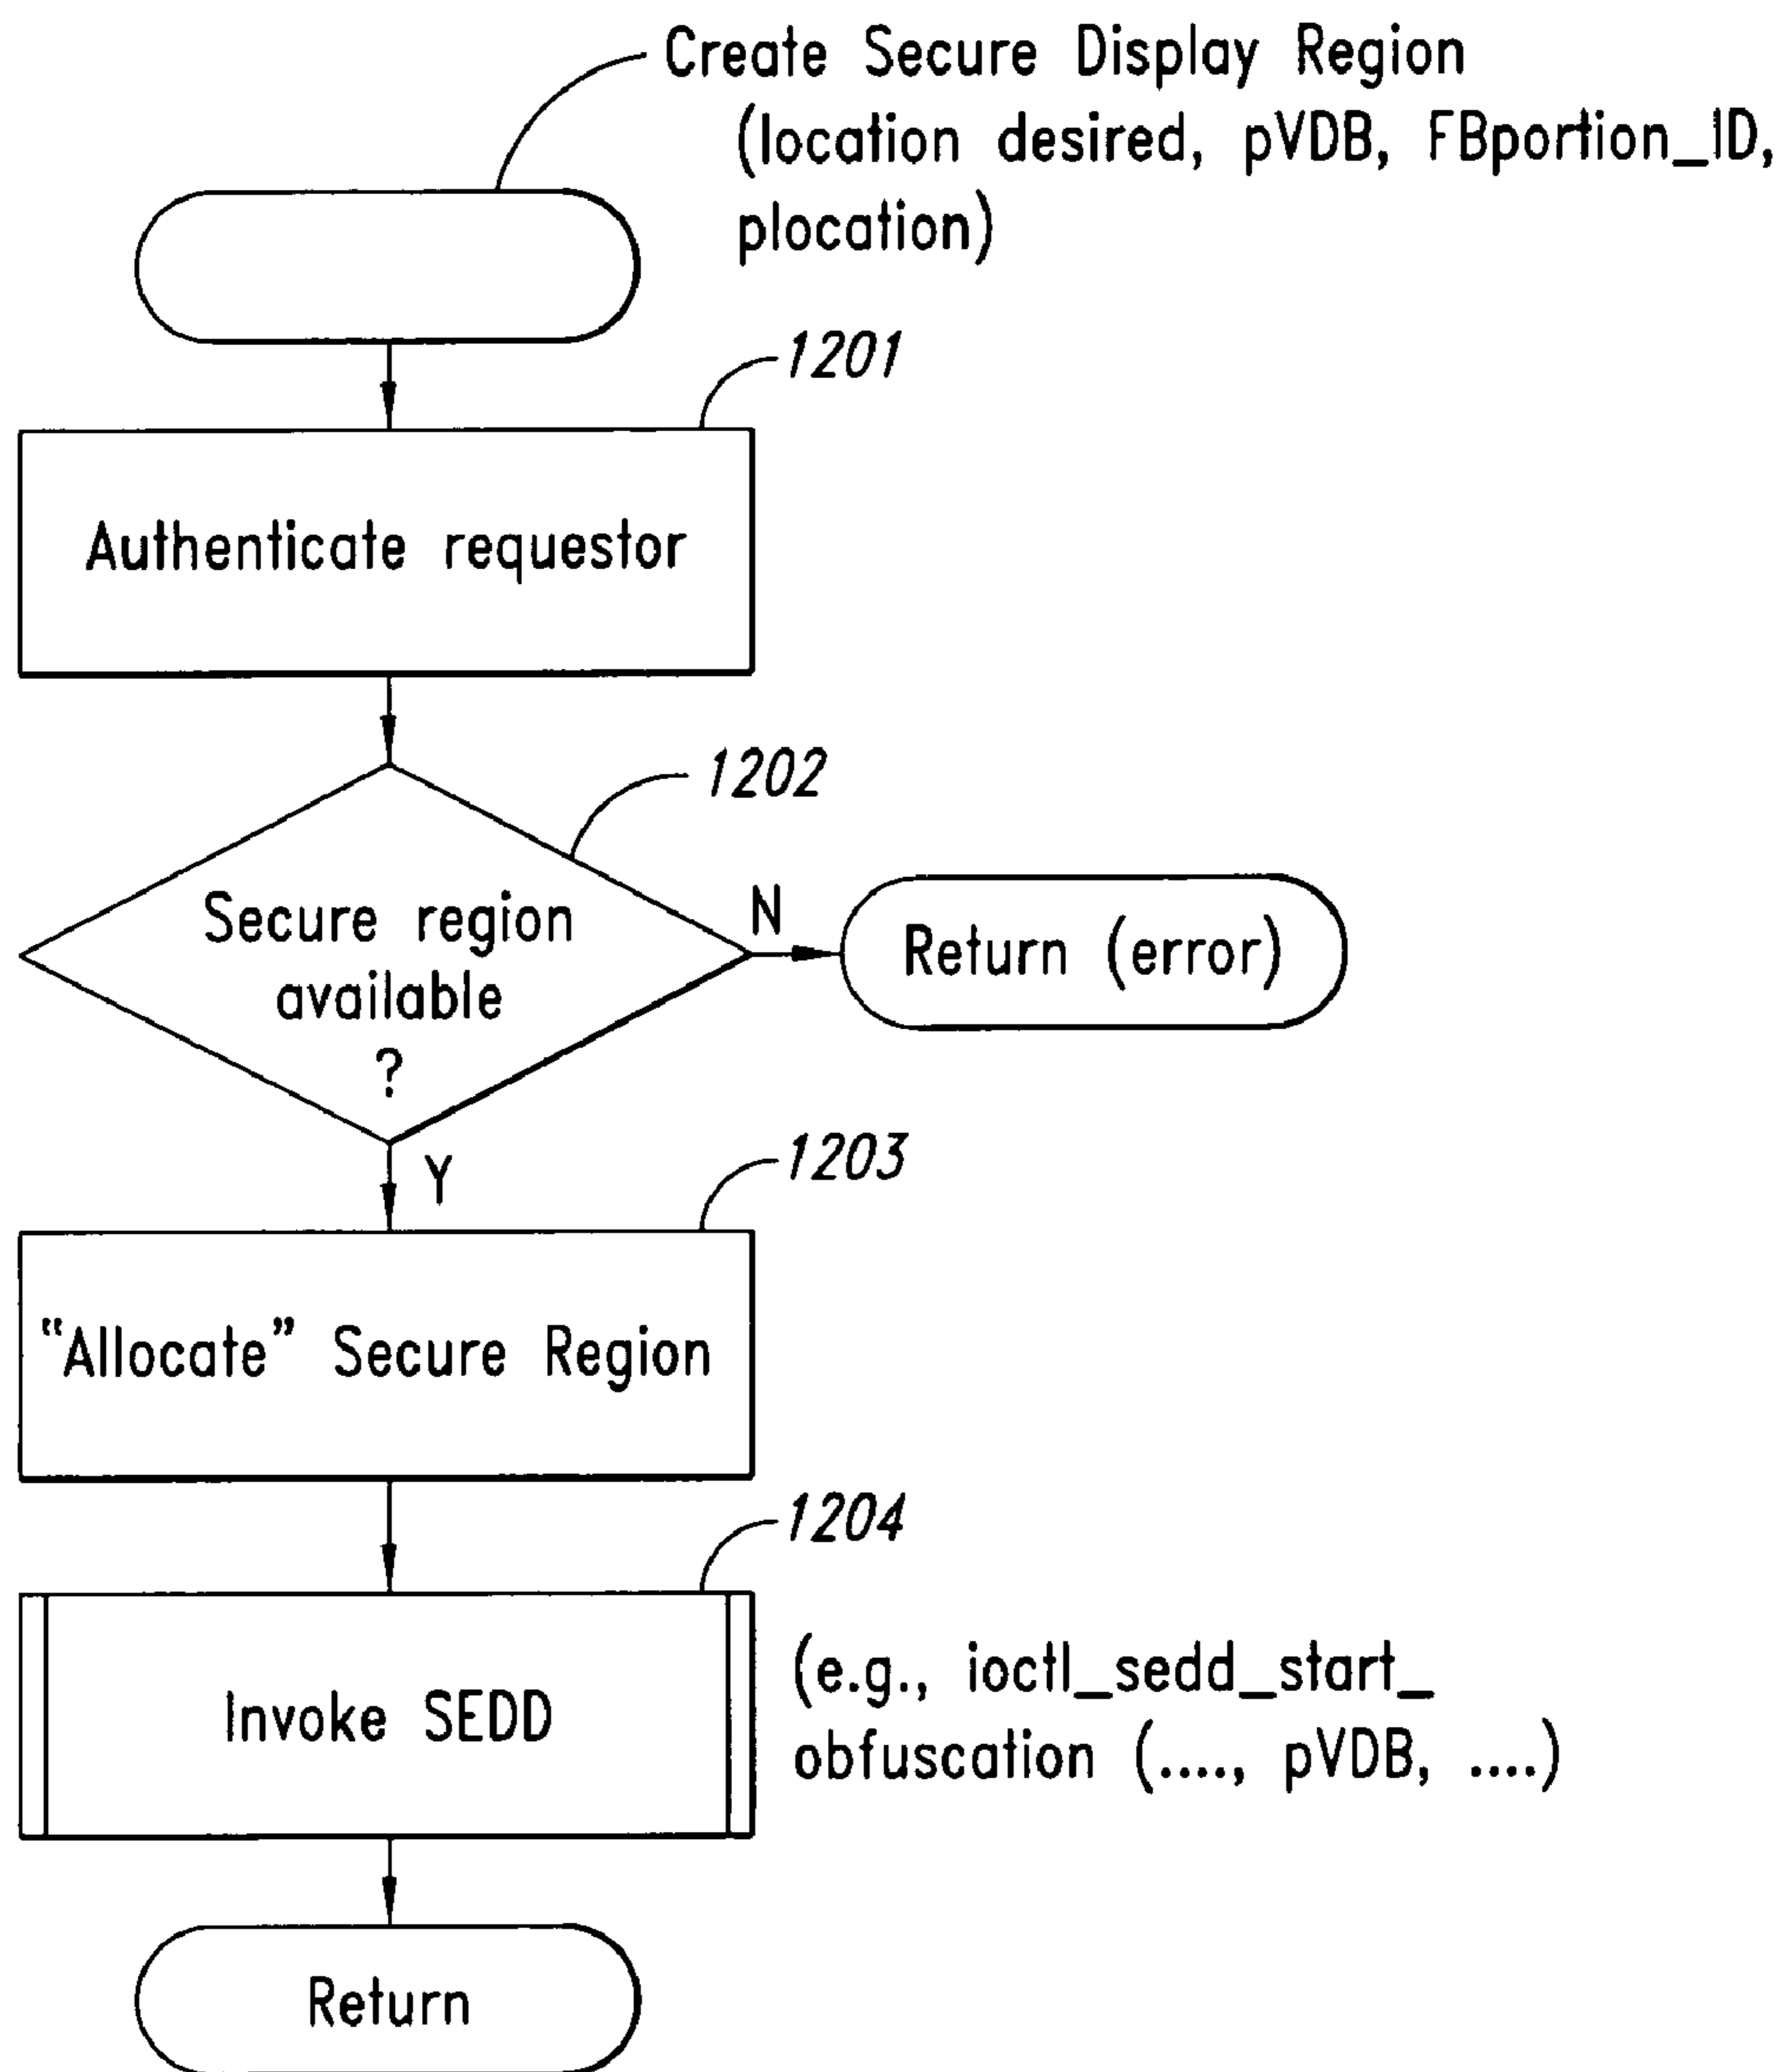 Create Secure Display Region
(location desired, pVDB, FBportion_ID,
plocation)
1201
Authenticate requestor
1202
Secure region
available
?
N
Return (error)
Y
1203
“Allocate” Secure Region
1204
Invoke SEDD
(e.g., ioctl_sedd_start_
obfuscation (...., pVDB, ....)
Return